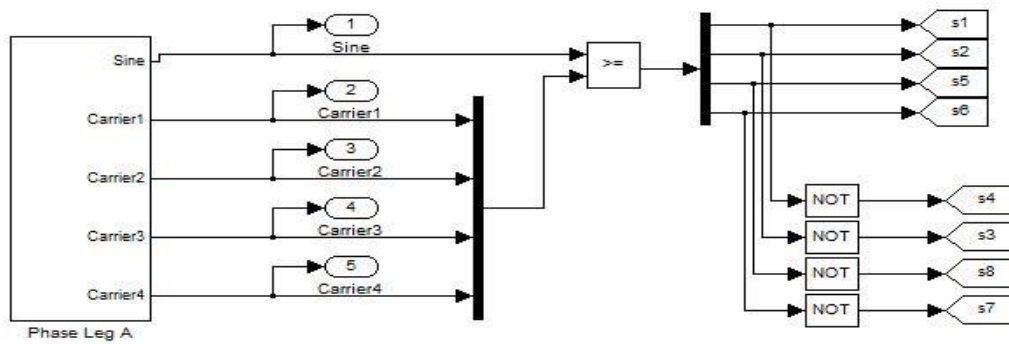 Sine
Carrier1
Carrier2
Carrier3
Carrier4
Phase Leg A
1
Sine
2
Carrier1
3
Carrier2
4
Carrier3
5
Carrier4
>=
s1
s2
s5
s6
NOT
s4
NOT
s3
NOT
s8
NOT
s7